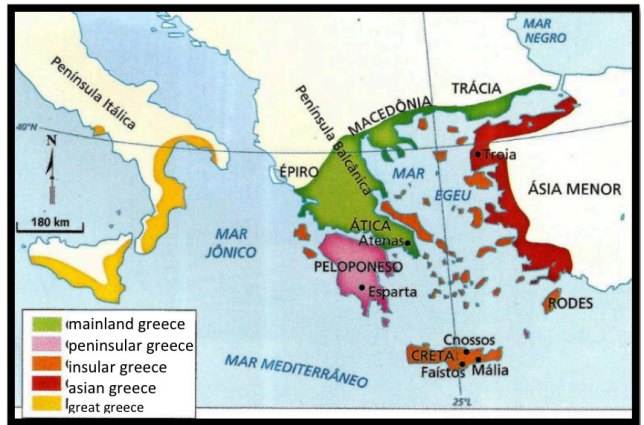 MAR
NEGRO
Península Itálica
TRÁCIA
MACEDÔNIA
Península Balcânica
40°N
N
ÉPIRO
Troia
MAR
EGEU
ÁSIA MENOR
180 km
MAR
JÔNICO
ÁTICA
Atenas
PELOPONESO
Esparta
RODES
mainland greece
peninsular greece
insular greece
asian greece
great greece
MAR MEDITERRÂNEO
Cnossos
CRETA
Faístos
Mália
25°L